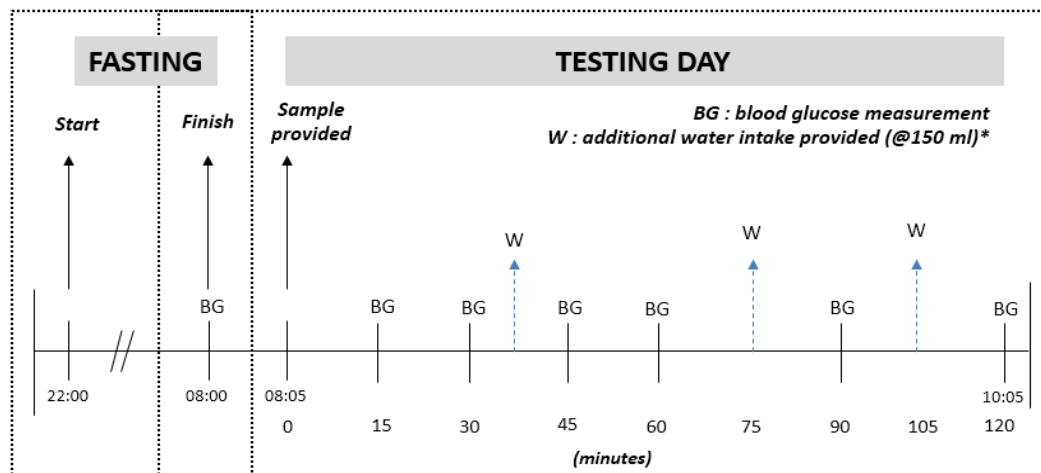 FASTING
TESTING DAY
Start
Finish
Sample
provided
BG : blood glucose measurement
W : additional water intake provided (@150 ml)*
W
W
W
BG
BG
BG
BG
BG
BG
BG
22:00
08:00
08:05
10:05
0
15
30
45
60
75
90
105
120
(minutes)